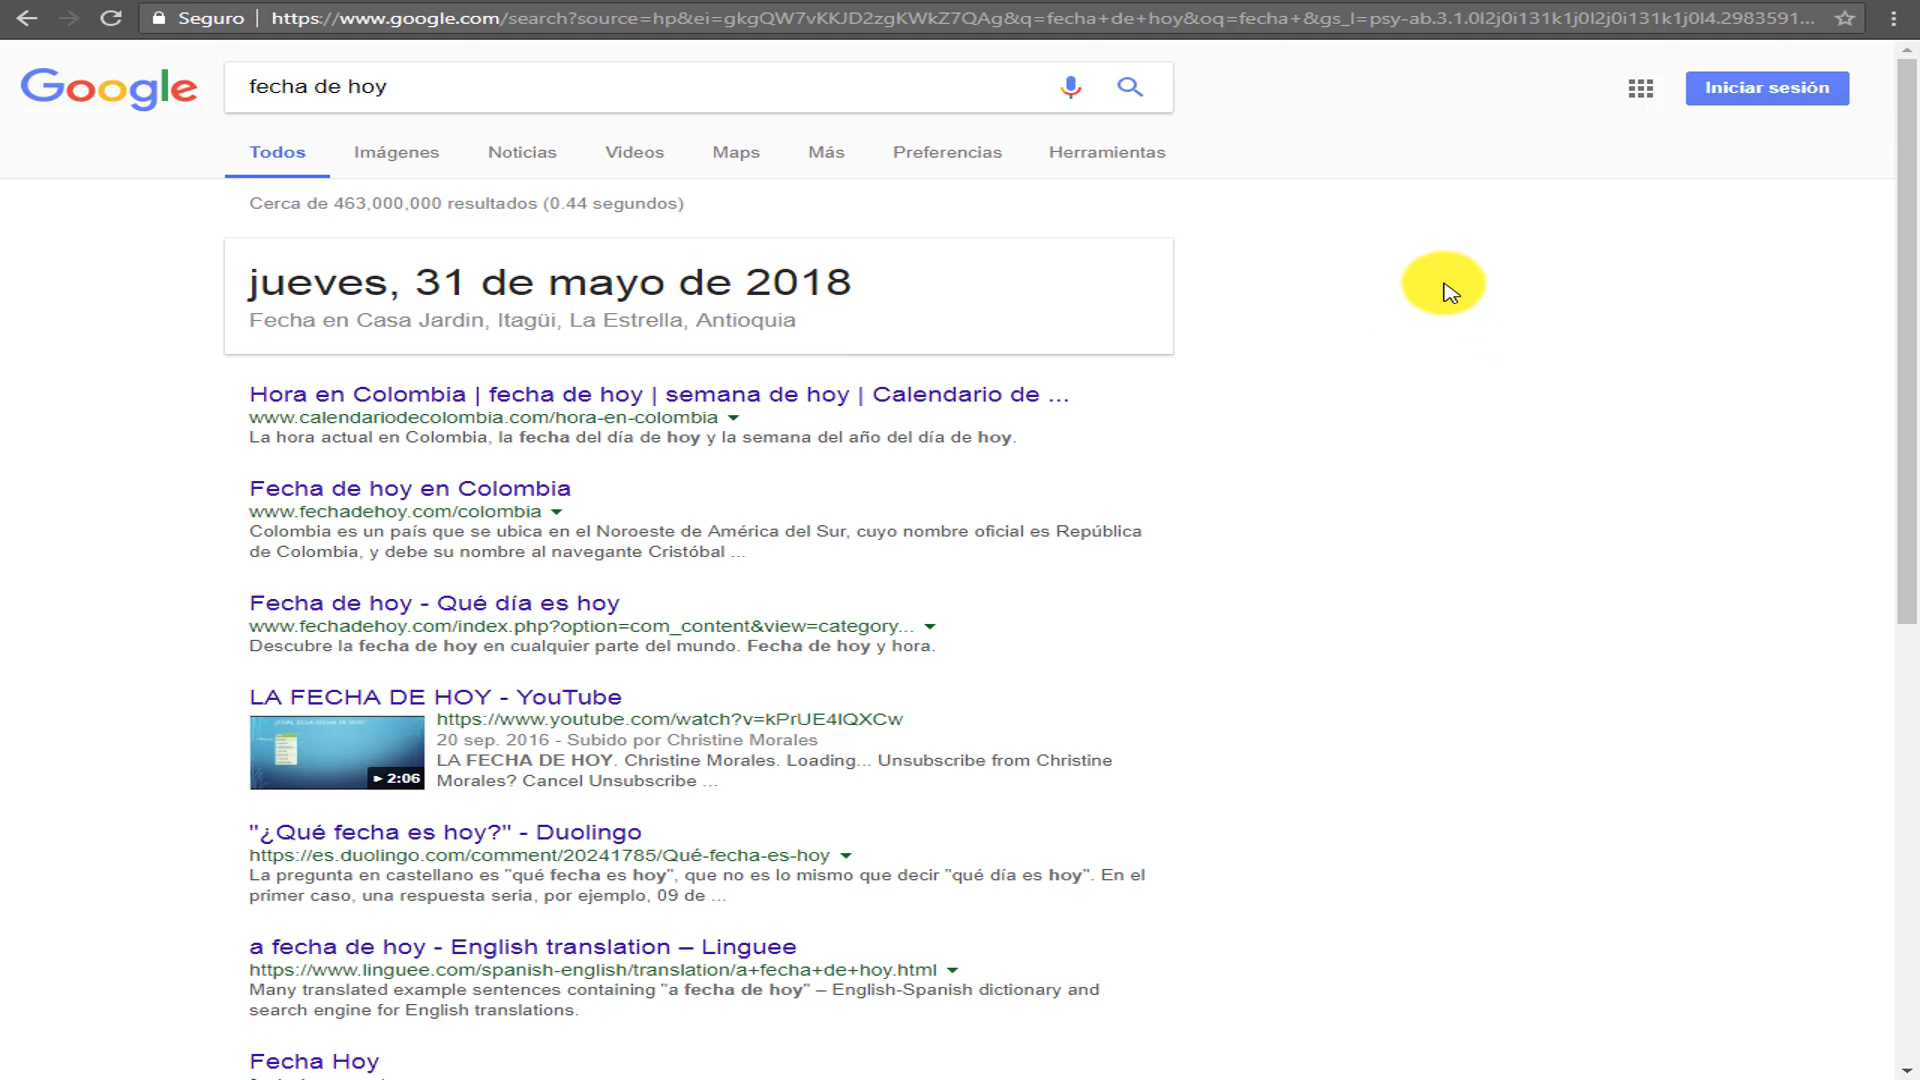 Seguro | https://www.google.com/search?source=hp&ei=gkgQW7vKKJD2zgKWkZ7QAg&q=fecha+de+hoy&oq=fecha+&gs_l=psy-ab.3.1.0l2j0i131k1j0l2j0i131k1j0l4.2983591...
Google
fecha de hoy
Iniciar sesión
Todos Imágenes Noticias Videos Maps Más Preferencias Herramientas
Cerca de 463,000,000 resultados (0.44 segundos)
jueves, 31 de mayo de 2018
Fecha en Casa Jardin, Itagüi, La Estrella, Antioquia
Hora en Colombia | fecha de hoy | semana de hoy | Calendario de ...
www.calendariodecolombia.com/hora-en-colombia
La hora actual en Colombia, la fecha del día de hoy y la semana del año del día de hoy.
Fecha de hoy en Colombia
www.fechadehoy.com/colombia
Colombia es un país que se ubica en el Noroeste de América del Sur, cuyo nombre oficial es República
de Colombia, y debe su nombre al navegante Cristóbal ...
Fecha de hoy - Qué día es hoy
www.fechadehoy.com/index.php?option=com_content&view=category...
Descubre la fecha de hoy en cualquier parte del mundo. Fecha de hoy y hora.
LA FECHA DE HOY - YouTube
https://www.youtube.com/watch?v=kPrUE4IQXCw
20 sep. 2016 - Subido por Christine Morales
LA FECHA DE HOY. Christine Morales. Loading... Unsubscribe from Christine
Morales? Cancel Unsubscribe ...
¿CUÁL ES LA FECHA DE HOY?
2:06
"¿Qué fecha es hoy?" - Duolingo
https://es.duolingo.com/comment/20241785/Qué-fecha-es-hoy
La pregunta en castellano es "qué fecha es hoy", que no es lo mismo que decir "qué día es hoy". En el
primer caso, una respuesta seria, por ejemplo, 09 de ...
a fecha de hoy - English translation – Linguee
https://www.linguee.com/spanish-english/translation/a+fecha+de+hoy.html
Many translated example sentences containing "a fecha de hoy" – English-Spanish dictionary and
search engine for English translations.
Fecha Hoy